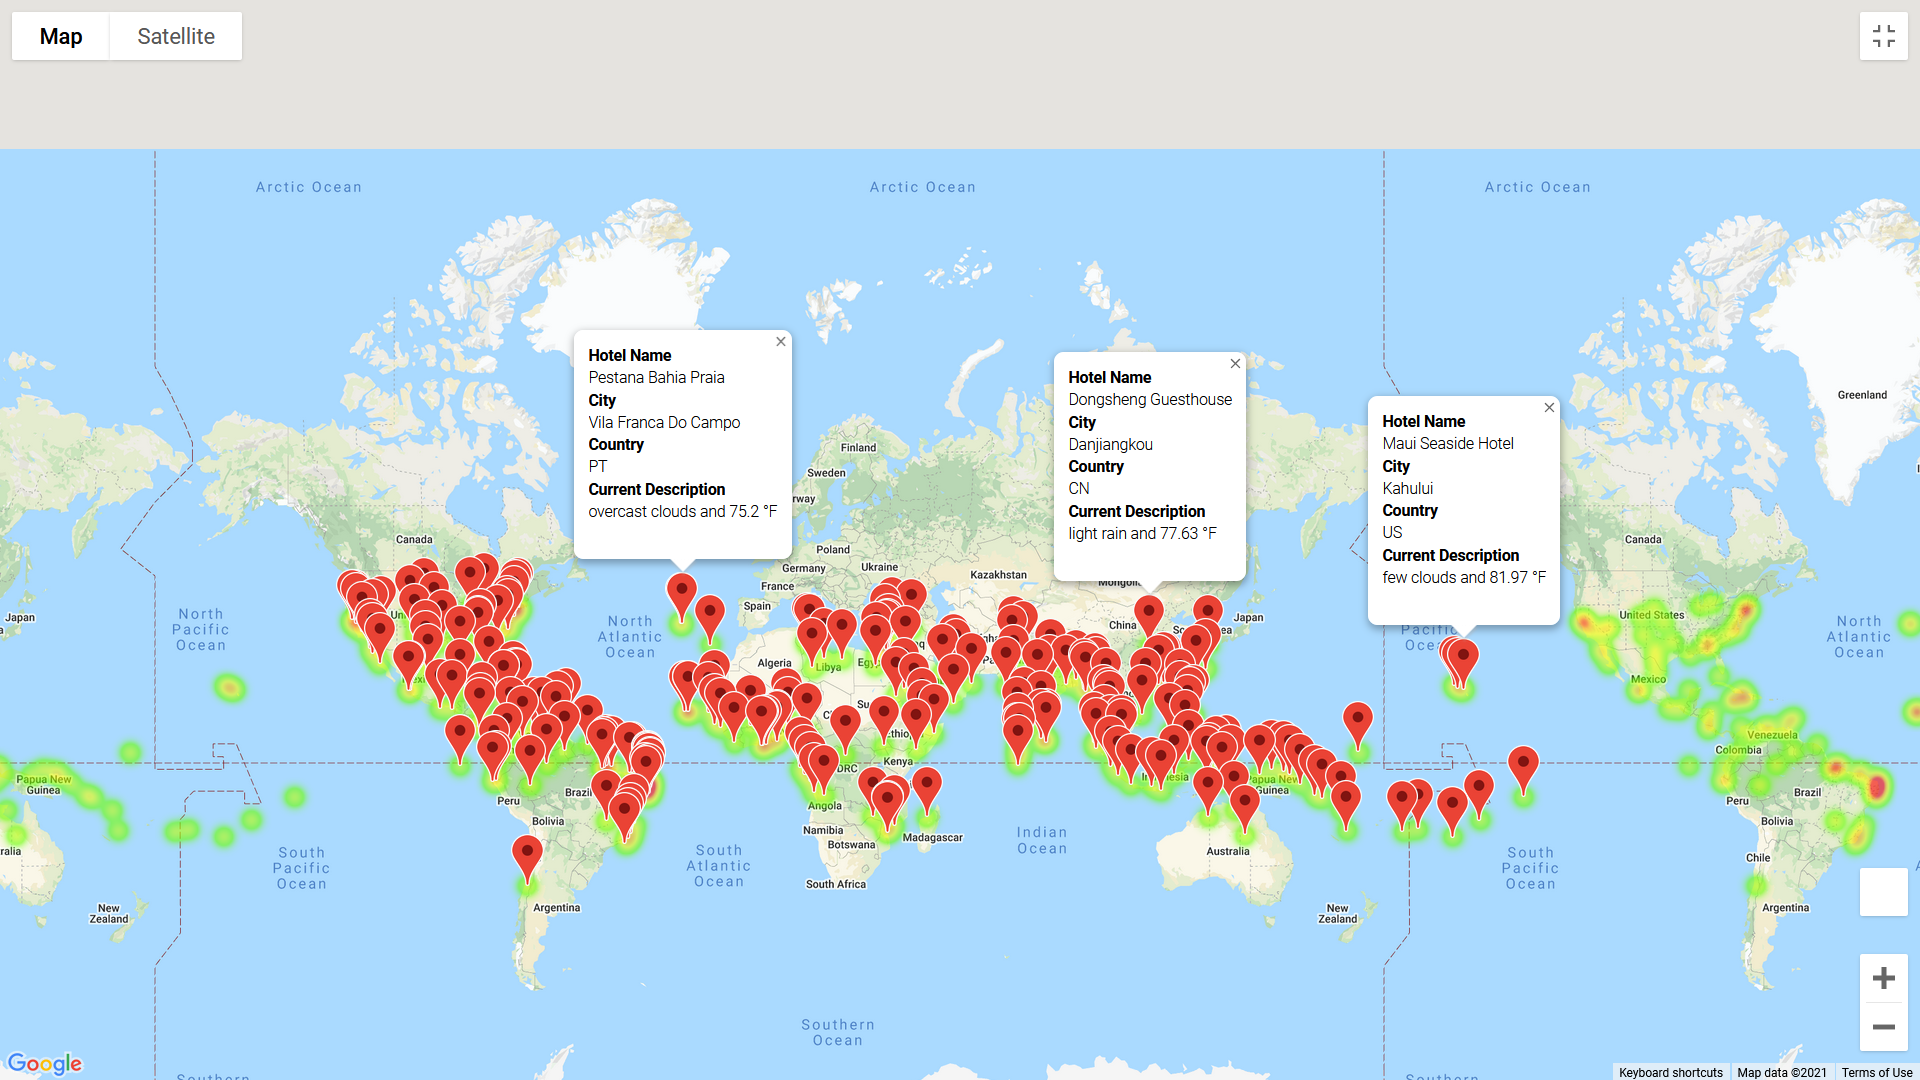 Map
Satellite
Arctic Ocean
Arctic Ocean
Arctic Ocean
Hotel Name
Pestana Bahia Praia
City
Vila Franca Do Campo
Country
PT
Current Description
overcast clouds and 75.2 °F
Hotel Name
Dongsheng Guesthouse
City
Danjiangkou
Country
CN
Current Description
light rain and 77.63 °F
Hotel Name
Maui Seaside Hotel
City
Kahului
Country
US
Current Description
few clouds and 81.97 °F
Greenland
Finland
Sweden
Canada
Canada
Poland
Germany
Ukraine
France
Kazakhstan
Spain
Japan
China
Japan
United States
North
Pacific
Ocean
North
Atlantic
Ocean
North
Atlantic
Ocean
Algeria
Libya
Mexico
Venezuela
Colombia
DRC
Kenya
Papua New
Guinea
Papua New
Guinea
Peru
Brazil
Peru
Brazil
Angola
Bolivia
Bolivia
Namibia
Botswana
Madagascar
Indian
Ocean
Australia
South
Pacific
Ocean
South
Atlantic
Ocean
South
Pacific
Ocean
Chile
South Africa
New
Zealand
Argentina
New
Zealand
Argentina
Southern
Ocean
Google
Keyboard shortcuts
Map data ©2021
Terms of Use